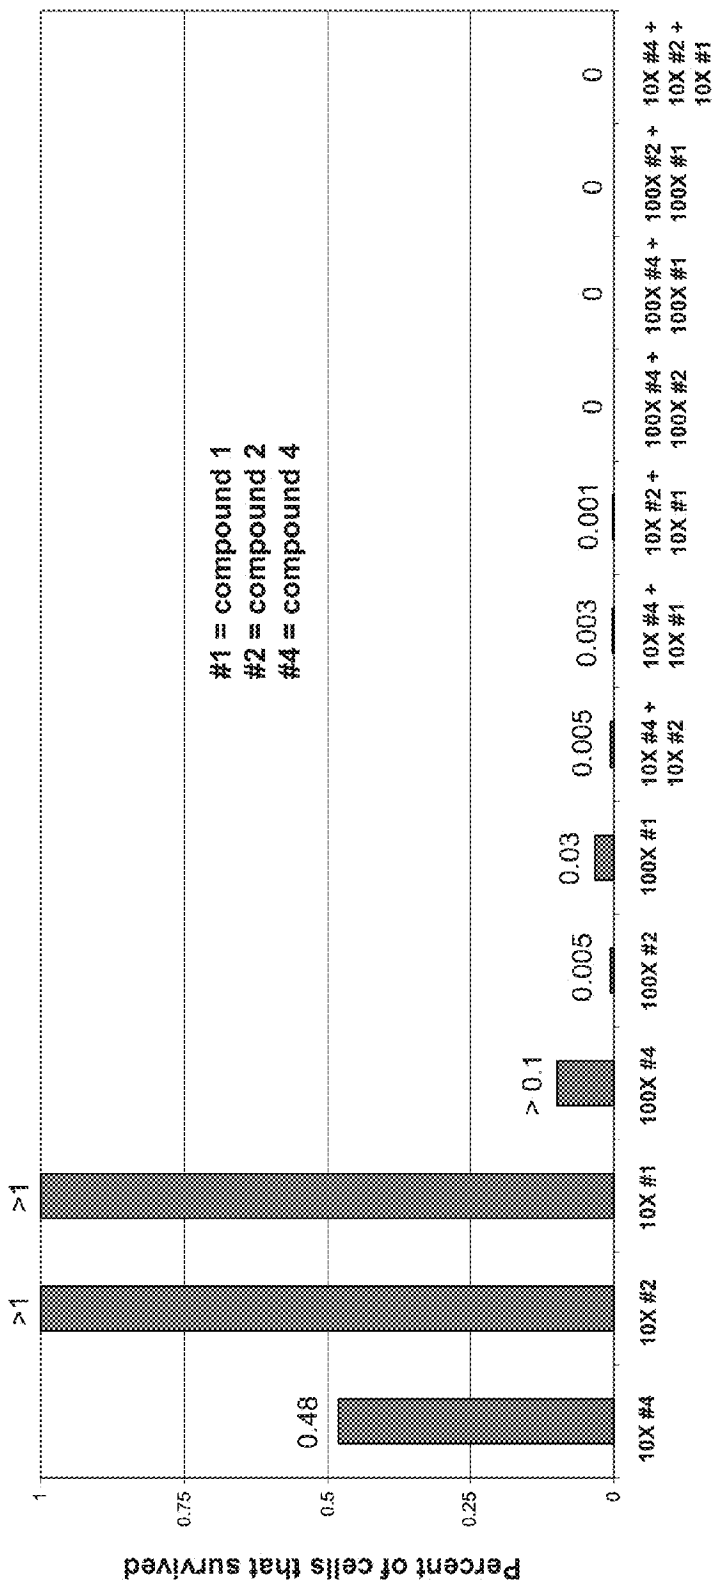 Percent of cells that survived
1
0.75
0.5
0.25
0
0.48
>1
>1
> 0.1
0.005
0.03
0.005
0.003
0.001
0
0
0
0
#1 = compound 1
#2 = compound 2
#4 = compound 4
10X #4
10X #2
10X #1
100X #4
100X #2
100X #1
10X #4 +
10X #2
10X #4 +
10X #1
10X #2 +
10X #1
100X #4 +
100X #2
100X #4 +
100X #1
100X #2 +
100X #1
10X #4 +
10X #2 +
10X #1